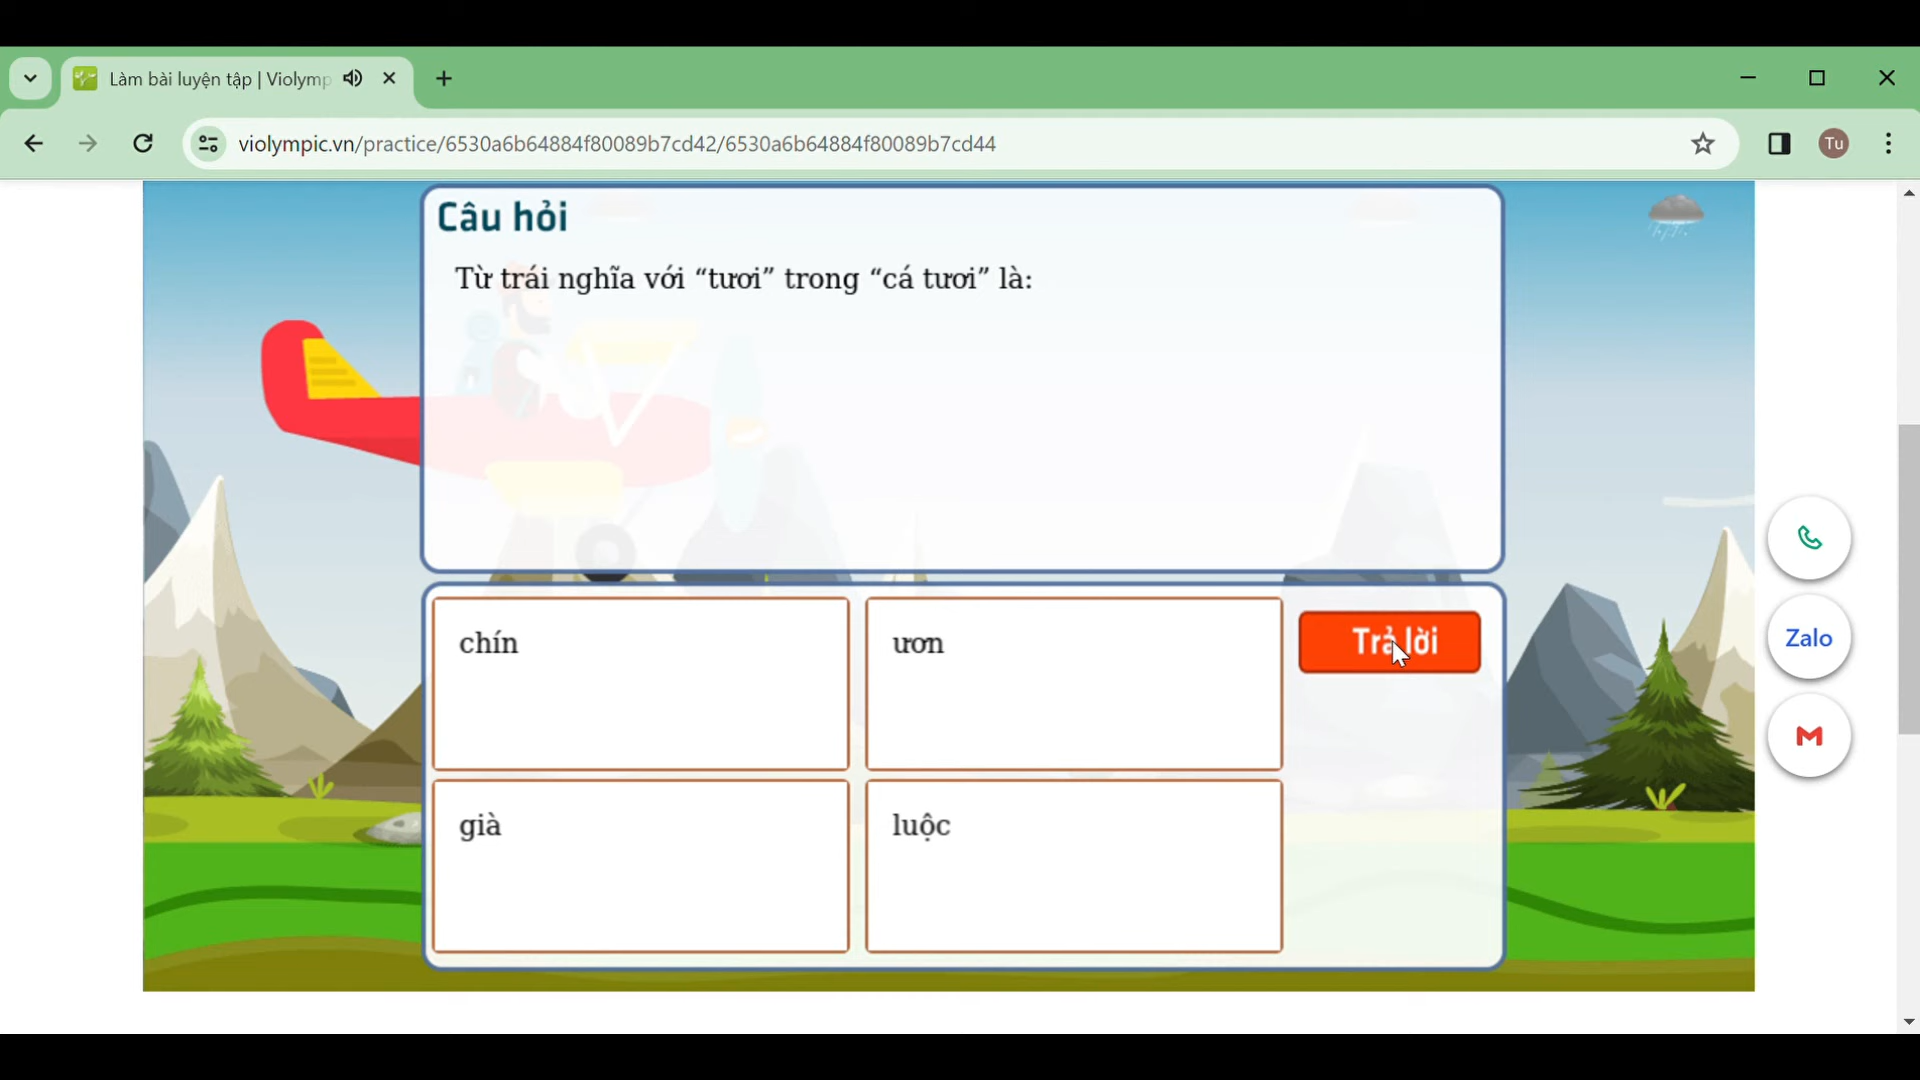 Làm bài luyện tập | Violymp
violympic.vn/practice/6530a6b64884f80089b7cd42/6530a6b64884f80089b7cd44
Tu
Câu hỏi
Từ trái nghĩa với “tươi” trong “cá tươi” là:
chín
ươn
Trả lời
già
luộc
Zalo